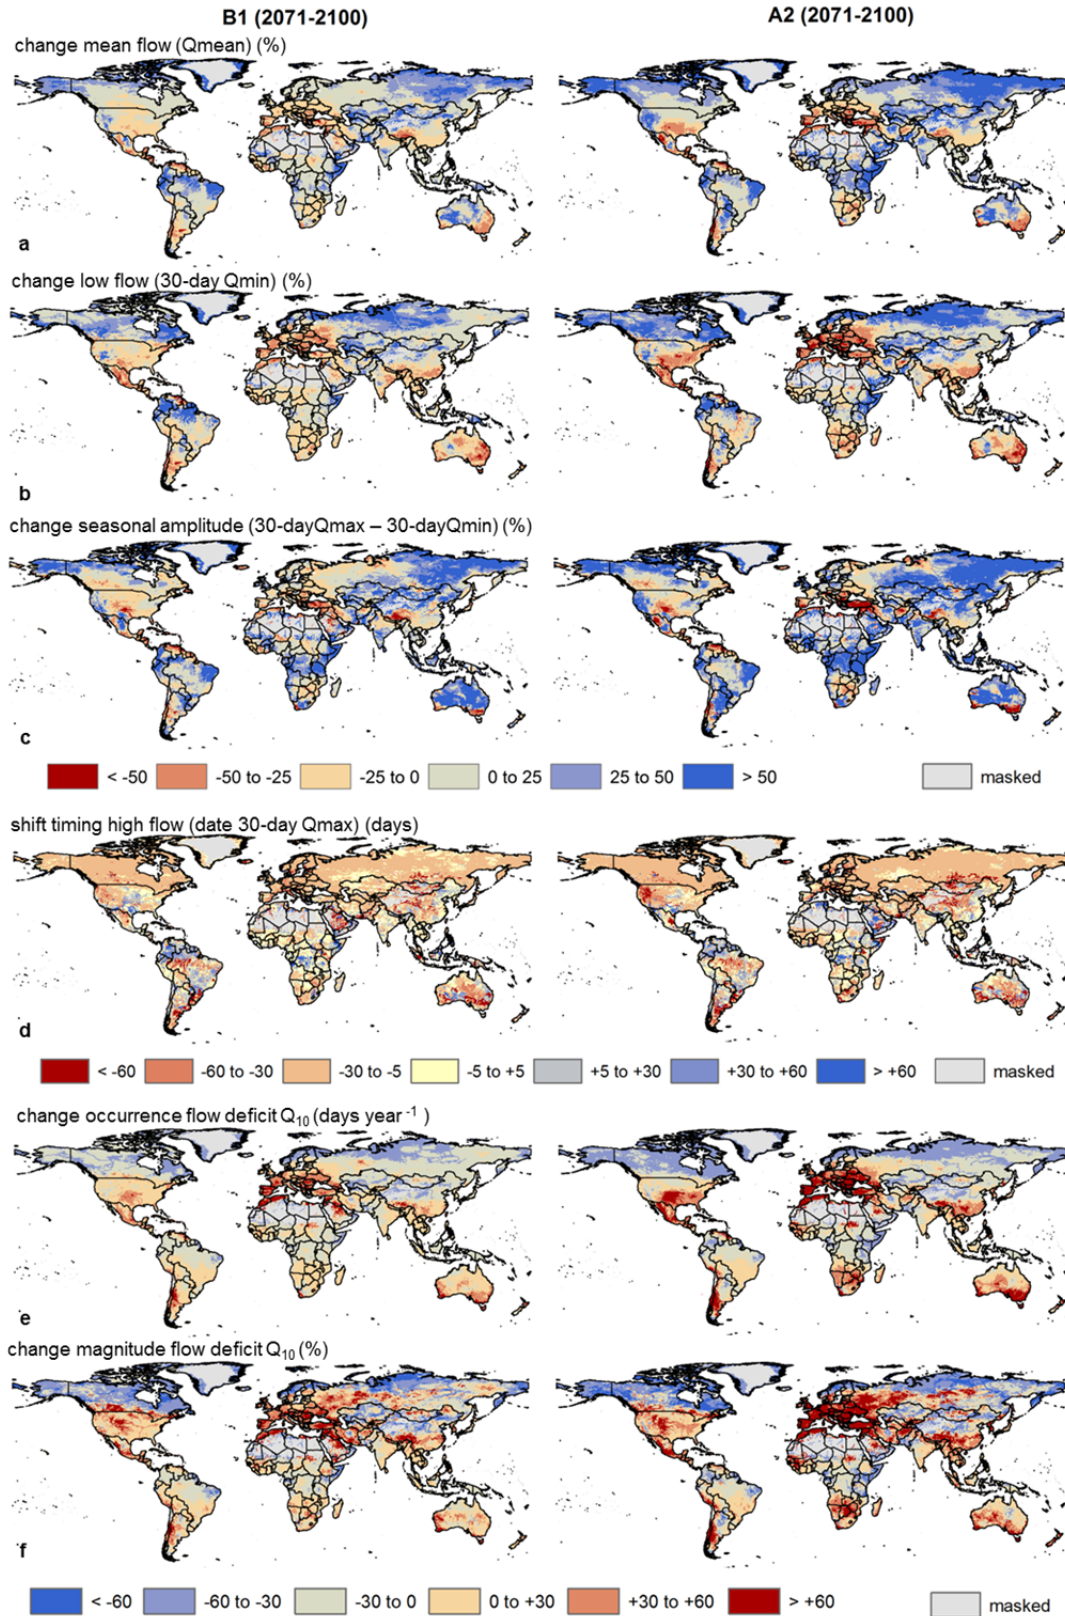 B1 (2071-2100) A2 (2071-2100)
change mean flow (Qmean) (%)
a
change low flow (30-day Qmin) (%)
b
change seasonal amplitude (30-dayQmax – 30-dayQmin) (%)
c
< -50 -50 to -25 -25 to 0 0 to 25 25 to 50 > 50 masked
shift timing high flow (date 30-day Qmax) (days)
d
< -60 -60 to -30 -30 to -5 -5 to +5 +5 to +30 +30 to +60 > +60 masked
change occurrence flow deficit Q10 (days year -1 )
e
change magnitude flow deficit Q10 (%)
f
< -60 -60 to -30 -30 to 0 0 to +30 +30 to +60 > +60 masked